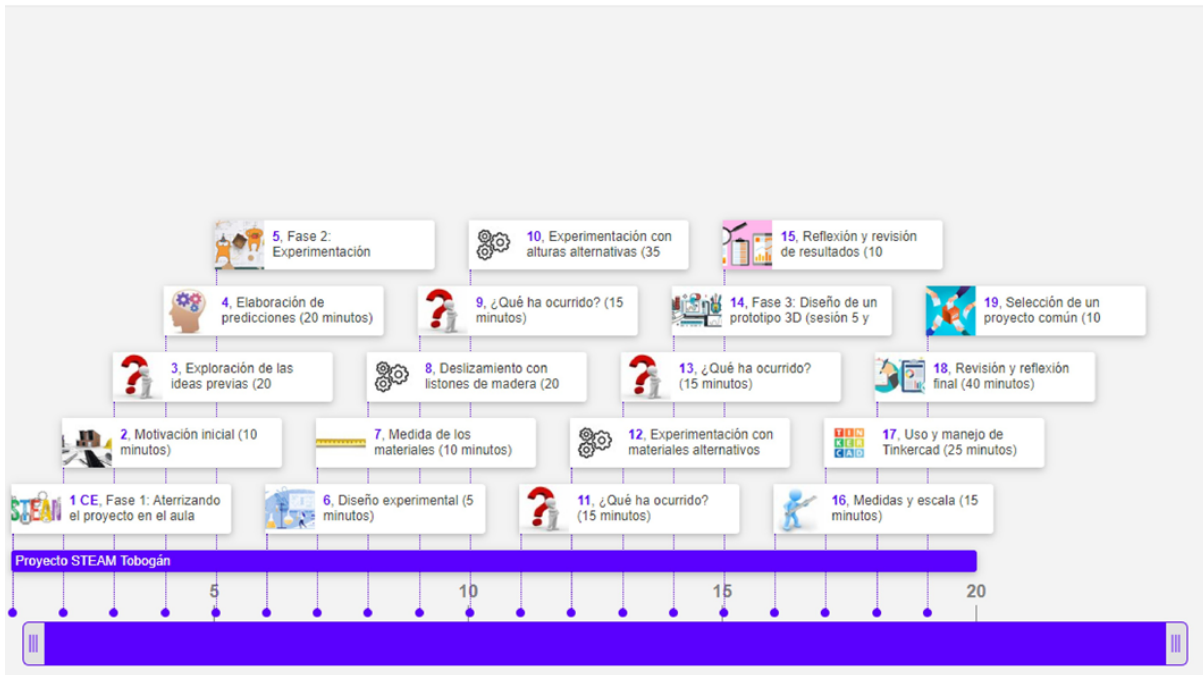 5, Fase 2:
Experimentación
10, Experimentación con
alturas alternativas (35
15, Reflexión y revisión
de resultados (10
4, Elaboración de
predicciones (20 minutos)
9, ¿Qué ha ocurrido? (15
minutos)
14, Fase 3: Diseño de un
prototipo 3D (sesión 5 y
19, Selección de un
proyecto común (10
3, Exploración de las
ideas previas (20
8, Deslizamiento con
listones de madera (20
13, ¿Qué ha ocurrido?
(15 minutos)
18, Revisión y reflexión
final (40 minutos)
2, Motivación inicial (10
minutos)
7, Medida de los
materiales (10 minutos)
12, Experimentación con
materiales alternativos
TINKERCAD
17, Uso y manejo de
Tinkercad (25 minutos)
STEAM
1 CE, Fase 1: Aterrizando
el proyecto en el aula
6, Diseño experimental (5
minutos)
11, ¿Qué ha ocurrido?
(15 minutos)
16, Medidas y escala (15
minutos)
Proyecto STEAM Tobogán
5 10 15 20